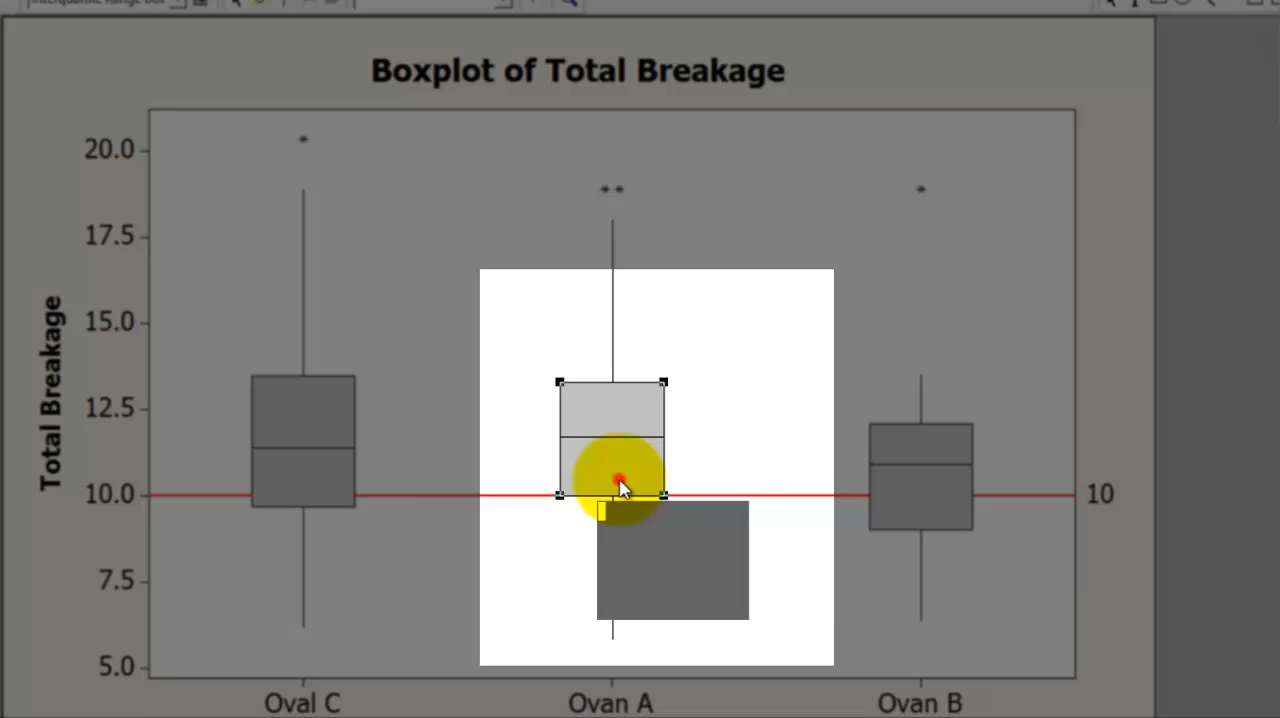 Boxplot of Total Breakage
20.0
17.5
15.0
12.5
10.0
7.5
5.0
Total Breakage
10
Oval C
Ovan A
Ovan B